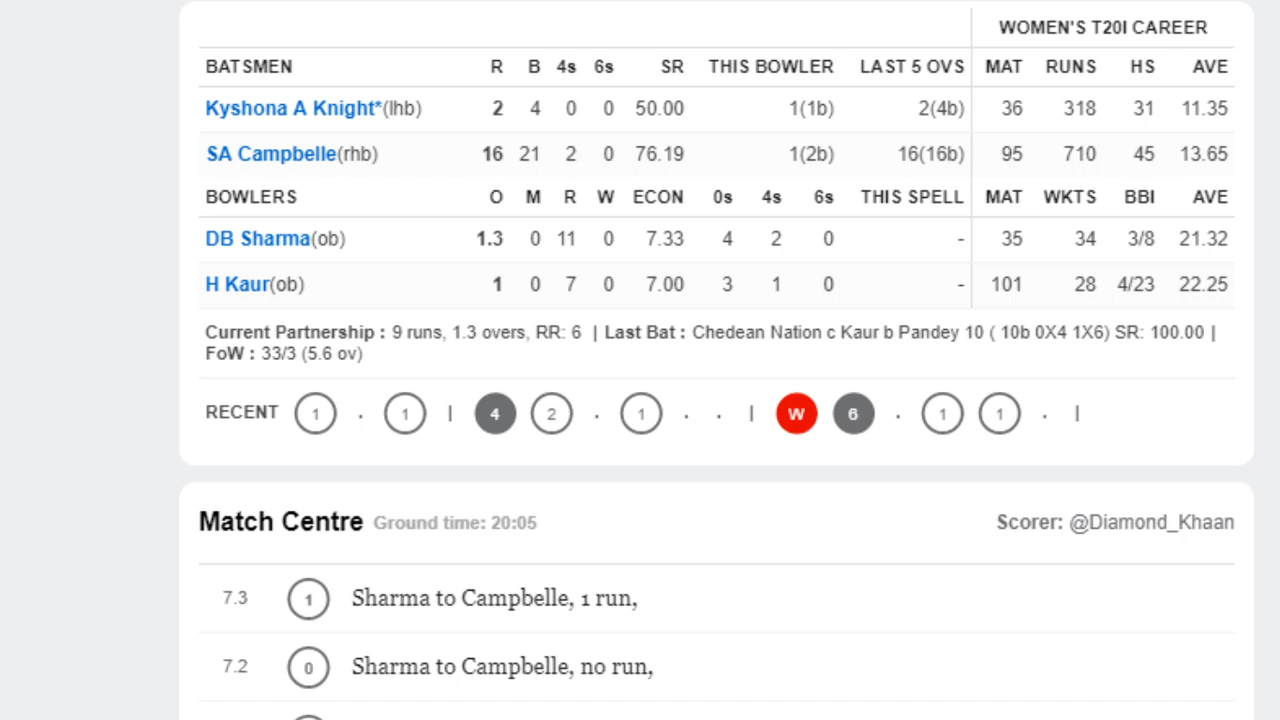 WOMEN'S T20I CAREER
BATSMEN R B 4s 6s SR THIS BOWLER LAST 5 OVS MAT RUNS HS AVE
Kyshona A Knight*(lhb) 2 4 0 0 50.00 1(1b) 2(4b) 36 318 31 11.35
SA Campbelle(rhb) 16 21 2 0 76.19 1(2b) 16(16b) 95 710 45 13.65
BOWLERS O M R W ECON 0s 4s 6s THIS SPELL MAT WKTS BBI AVE
DB Sharma(ob) 1.3 0 11 0 7.33 4 2 0 - 35 34 3/8 21.32
H Kaur(ob) 1 0 7 0 7.00 3 1 0 - 101 28 4/23 22.25
Current Partnership : 9 runs, 1.3 overs, RR: 6 | Last Bat : Chedean Nation c Kaur b Pandey 10 ( 10b 0X4 1X6) SR: 100.00 |
FoW : 33/3 (5.6 ov)
RECENT 1 . 1 | 4 2 . 1 . . | W 6 . 1 1 . |
Match Centre Ground time: 20:05 Scorer: @Diamond_Khaan
7.3 1 Sharma to Campbelle, 1 run,
7.2 0 Sharma to Campbelle, no run,